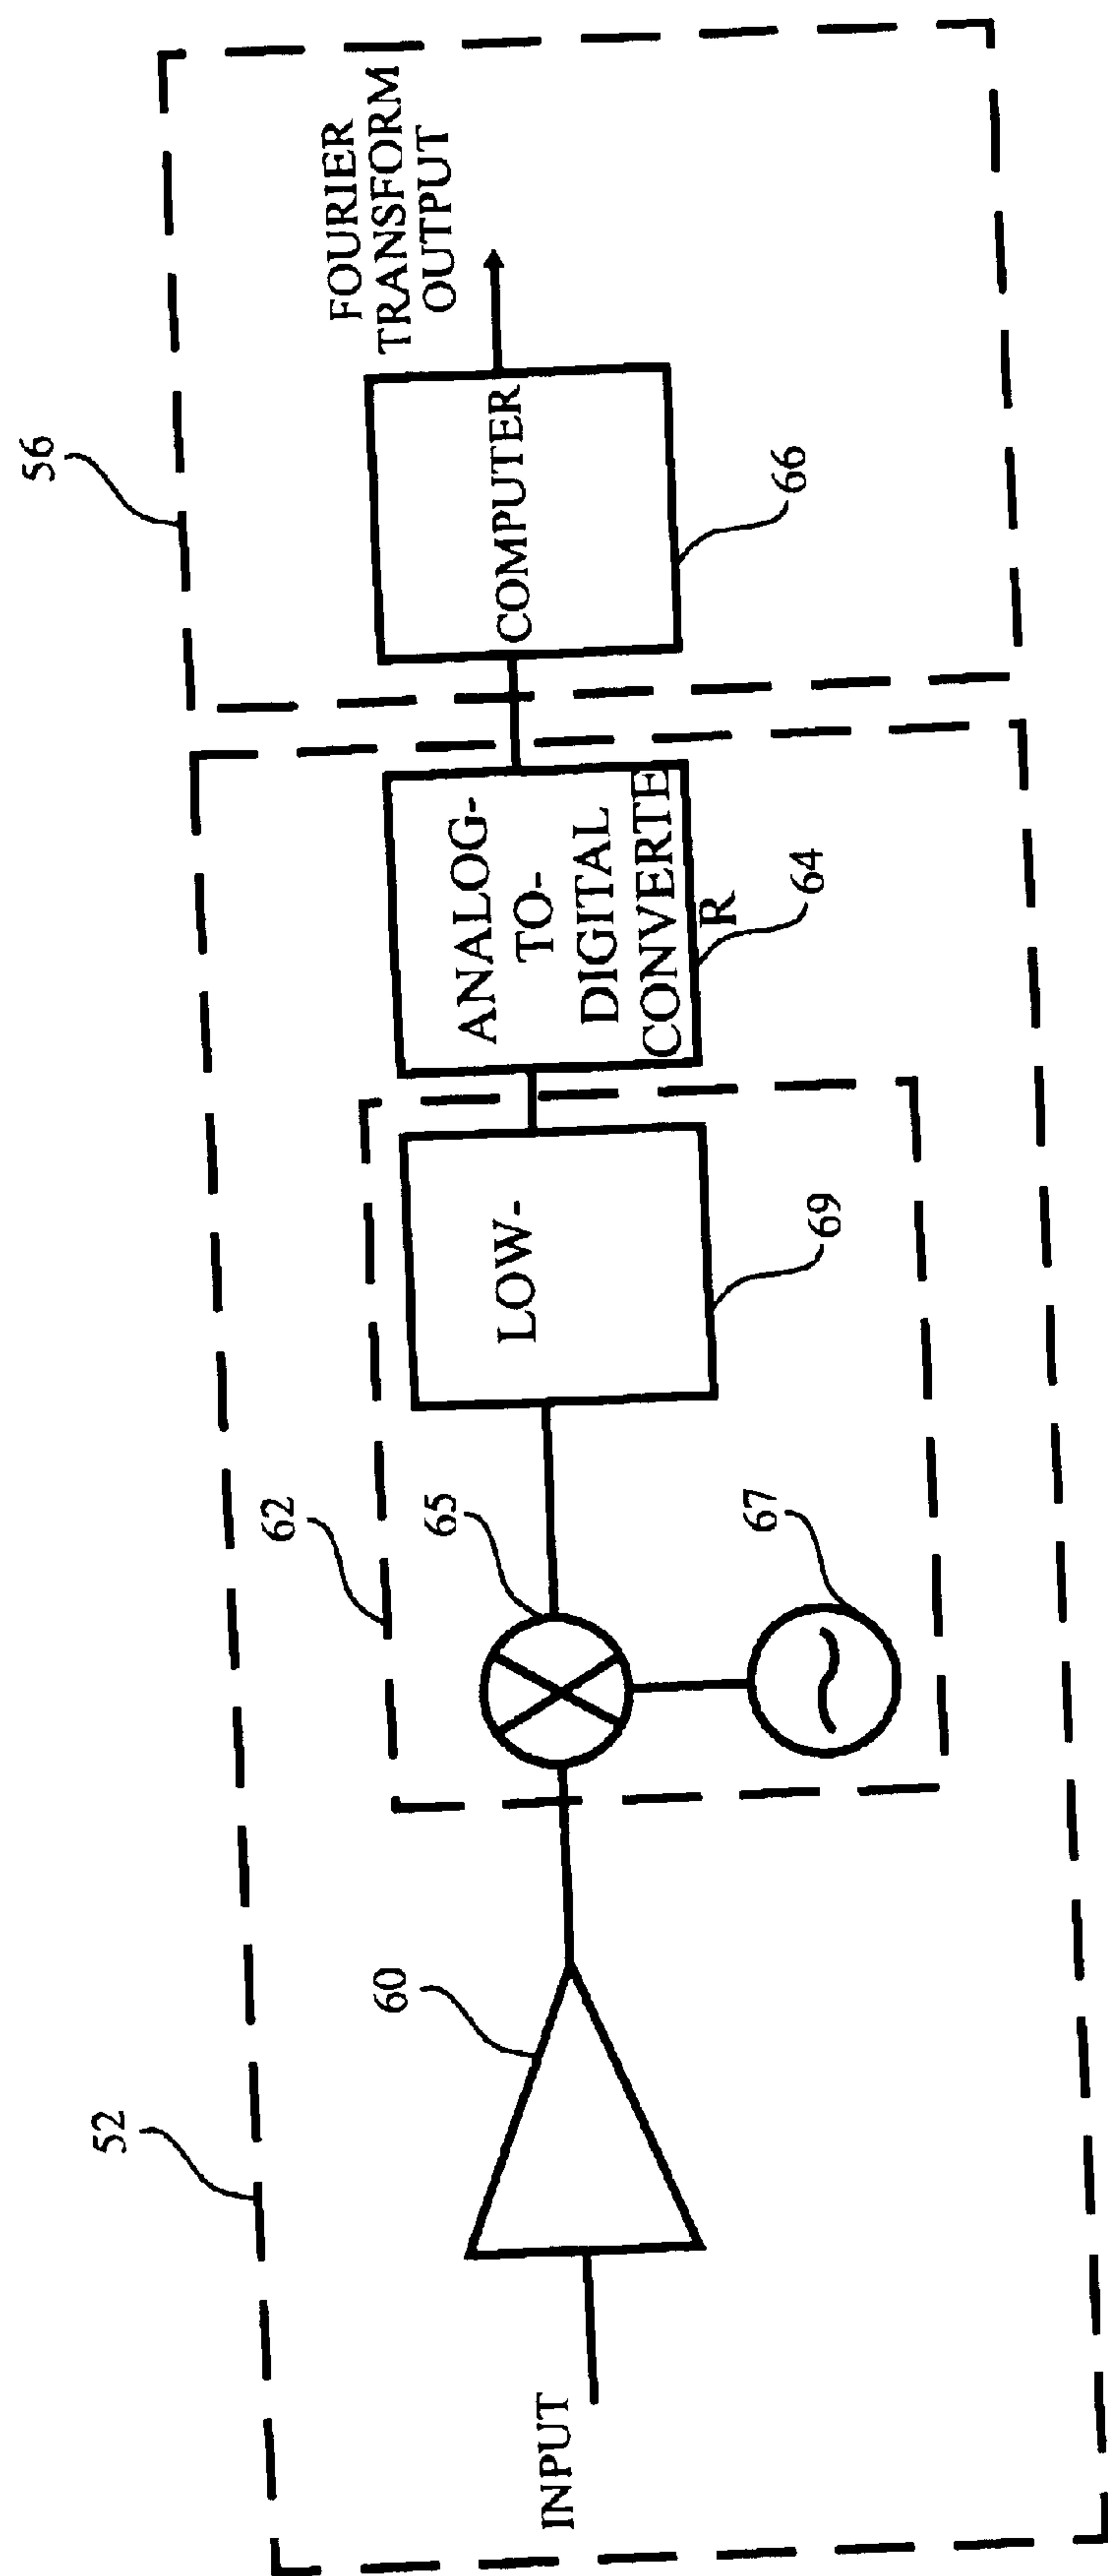 52
56
62
60
65
67
69
64
66
INPUT
LOW-
ANALOG-
TO-
DIGITAL
CONVERTE
R
COMPUTER
FOURIER
TRANSFORM
OUTPUT